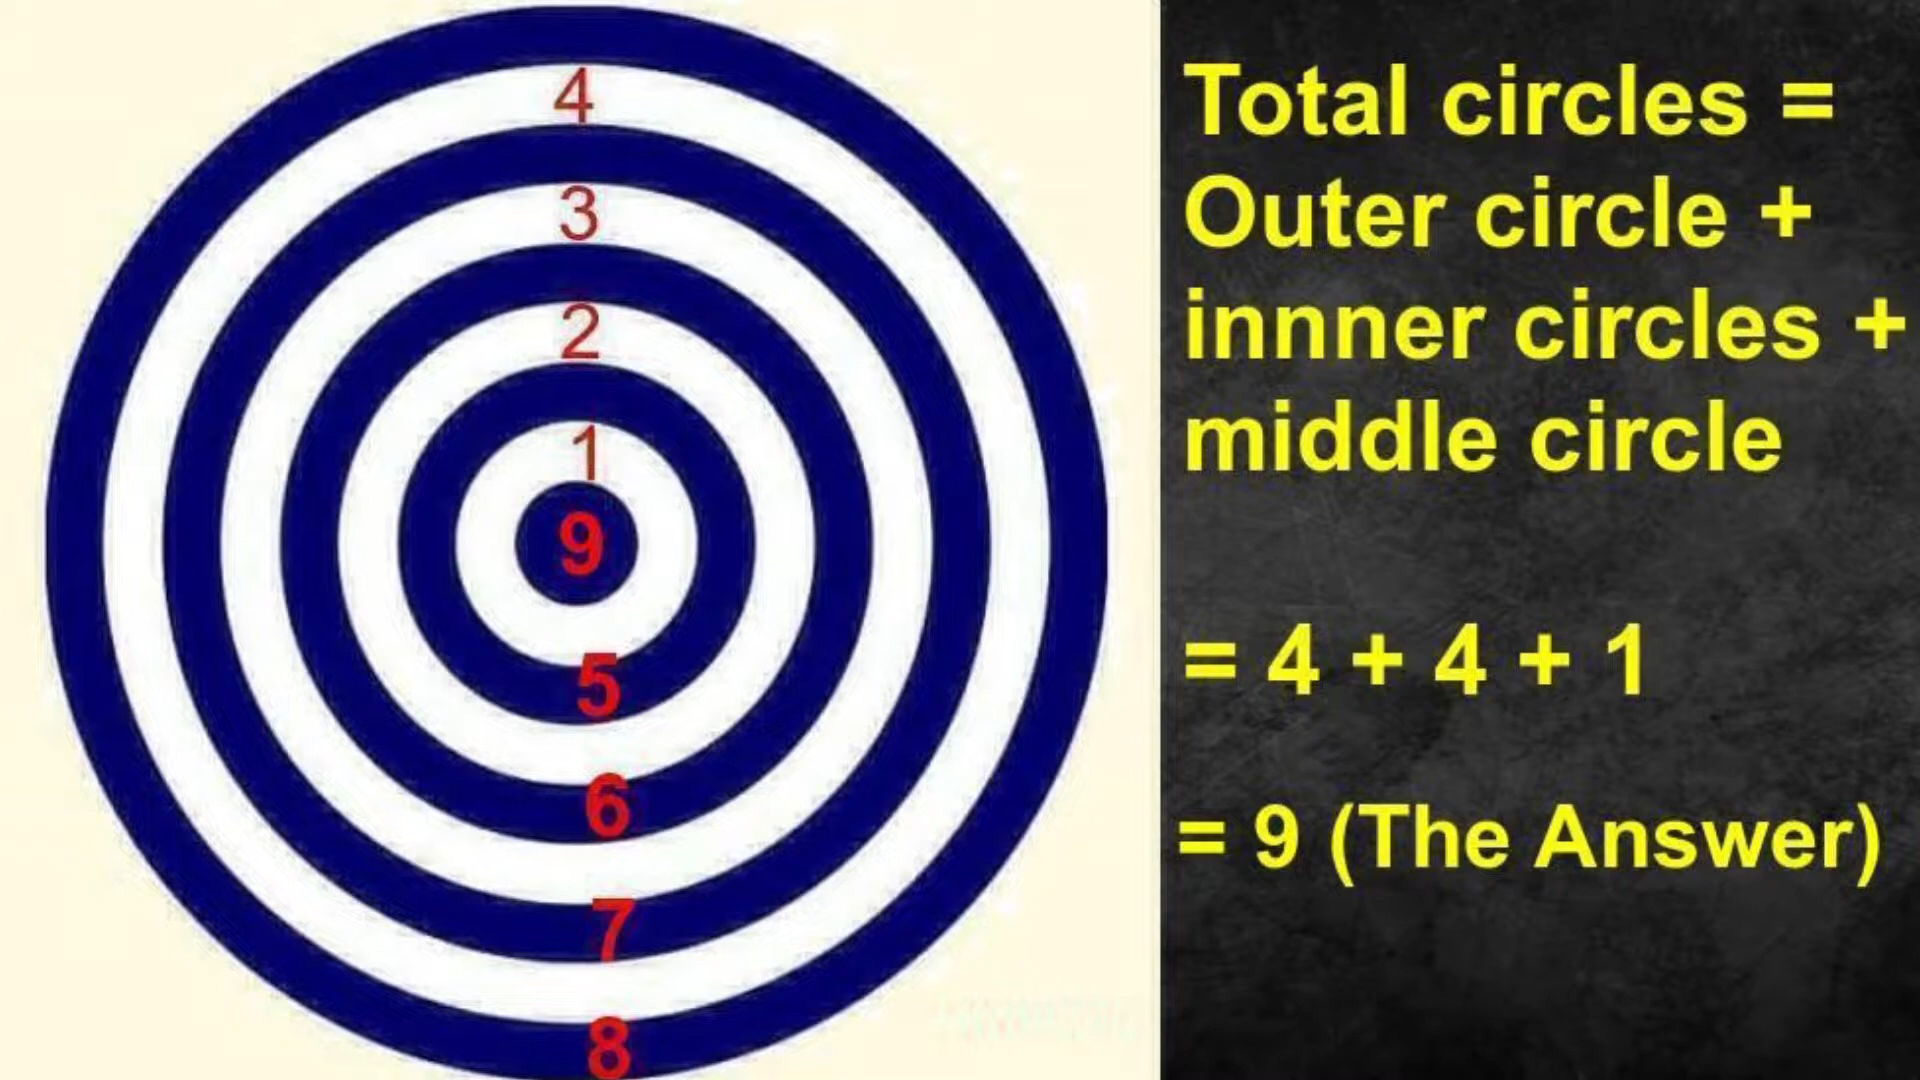 4
3
2
1
9
5
6
7
8
Total circles =
Outer circle +
innner circles +
middle circle
= 4 + 4 + 1
= 9 (The Answer)